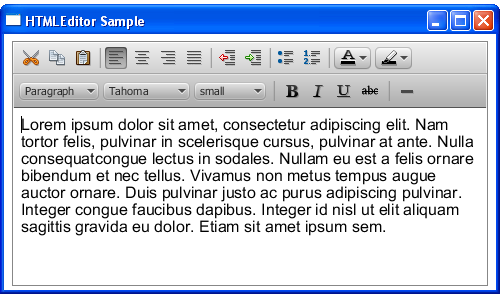 HTMLEditor Sample
Paragraph Tahoma small B I U abc
Lorem ipsum dolor sit amet, consectetur adipiscing elit. Nam
tortor felis, pulvinar in scelerisque cursus, pulvinar at ante. Nulla
consequatcongue lectus in sodales. Nullam eu est a felis ornare
bibendum et nec tellus. Vivamus non metus tempus augue
auctor ornare. Duis pulvinar justo ac purus adipiscing pulvinar.
Integer congue faucibus dapibus. Integer id nisl ut elit aliquam
sagittis gravida eu dolor. Etiam sit amet ipsum sem.